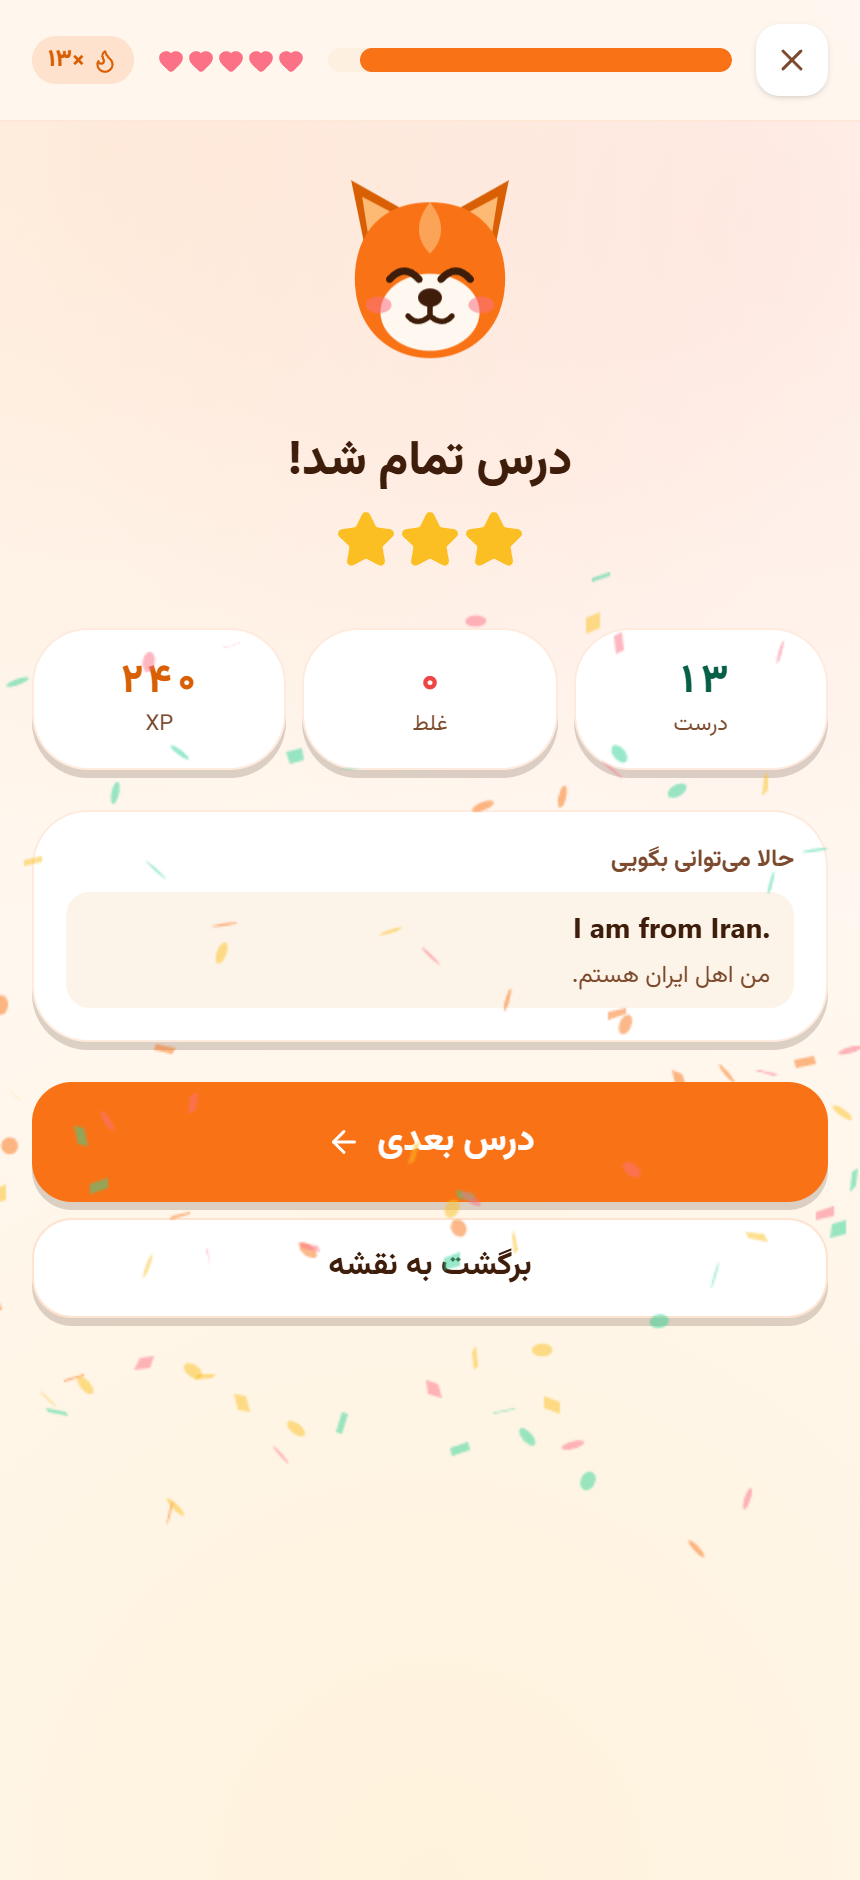 ×۱۳
درس تمام شد!
۱۳
درست
۰
غلط
۲۴۰
XP
حالا می‌توانی بگویی
I am from Iran.
من اهل ایران هستم.
درس بعدی ←
برگشت به نقشه